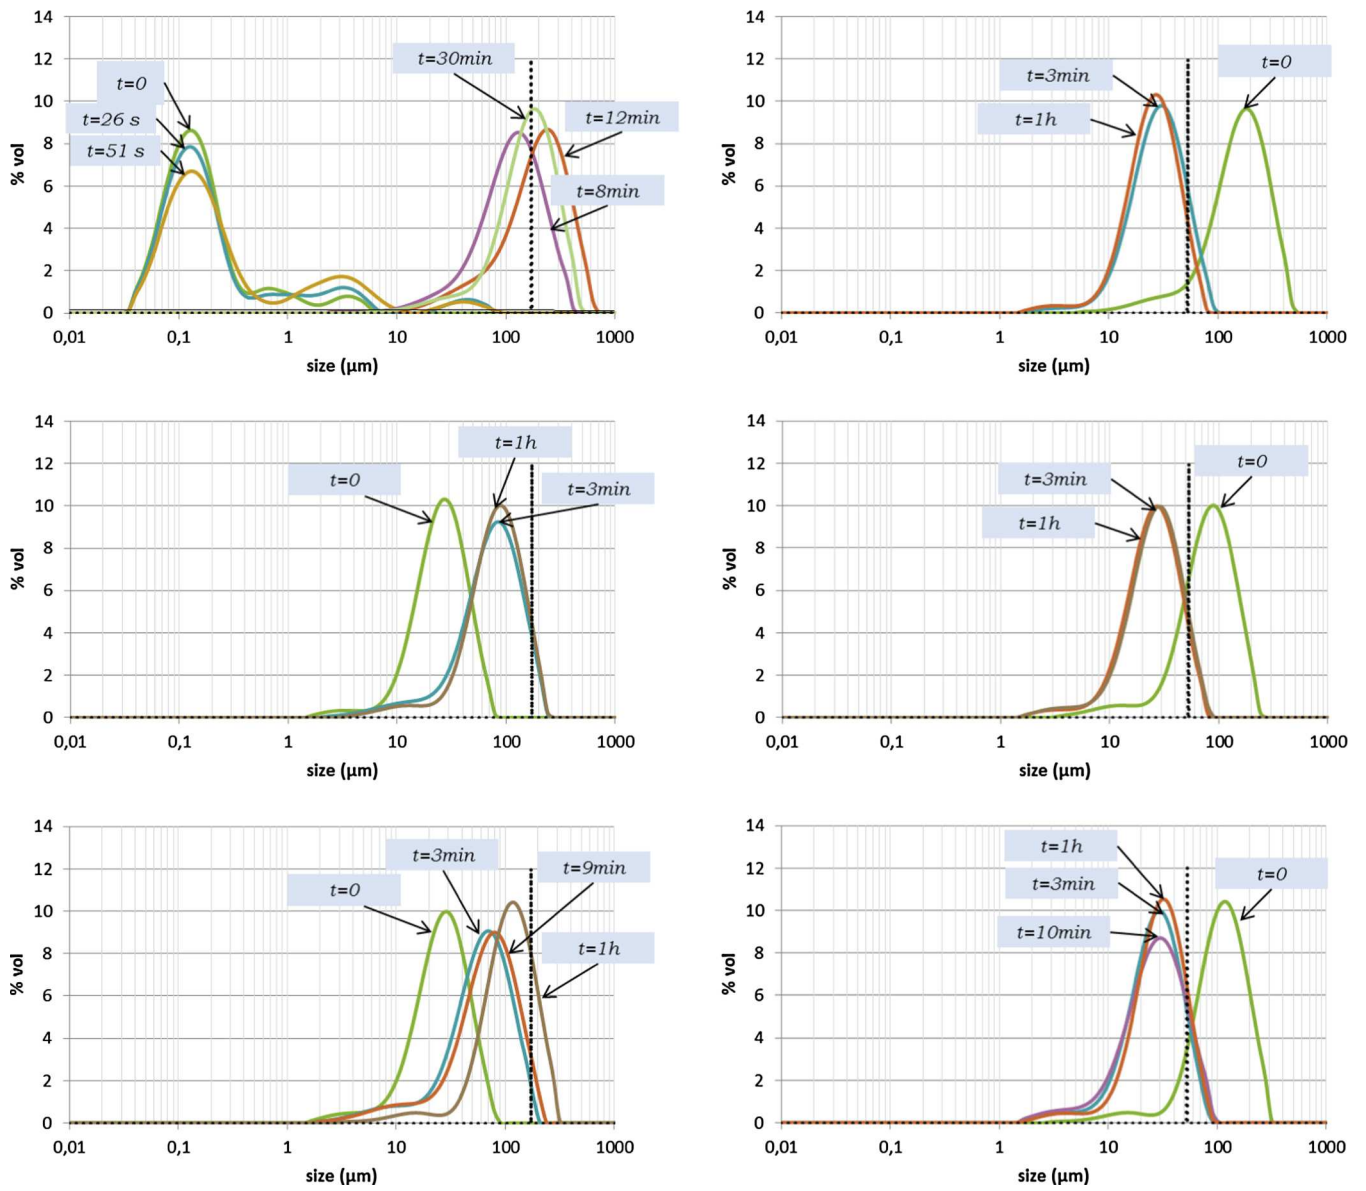 14
12
10
8
6
4
2
0
% vol
t=0
t=26 s
t=51 s
t=30min
t=12min
t=8min
0,01 0,1 1 10 100 1000
size (μm)
14
12
10
8
6
4
2
0
% vol
t=3min
t=1h
t=0
0,01 0,1 1 10 100 1000
size (μm)
14
12
10
8
6
4
2
0
% vol
t=1h
t=0
t=3min
0,01 0,1 1 10 100 1000
size (μm)
14
12
10
8
6
4
2
0
% vol
t=0
t=3min
t=1h
0,01 0,1 1 10 100 1000
size (μm)
14
12
10
8
6
4
2
0
% vol
t=3min
t=9min
t=0
t=1h
0,01 0,1 1 10 100 1000
size (μm)
14
12
10
8
6
4
2
0
% vol
t=1h
t=3min
t=10min
t=0
0,01 0,1 1 10 100 1000
size (μm)